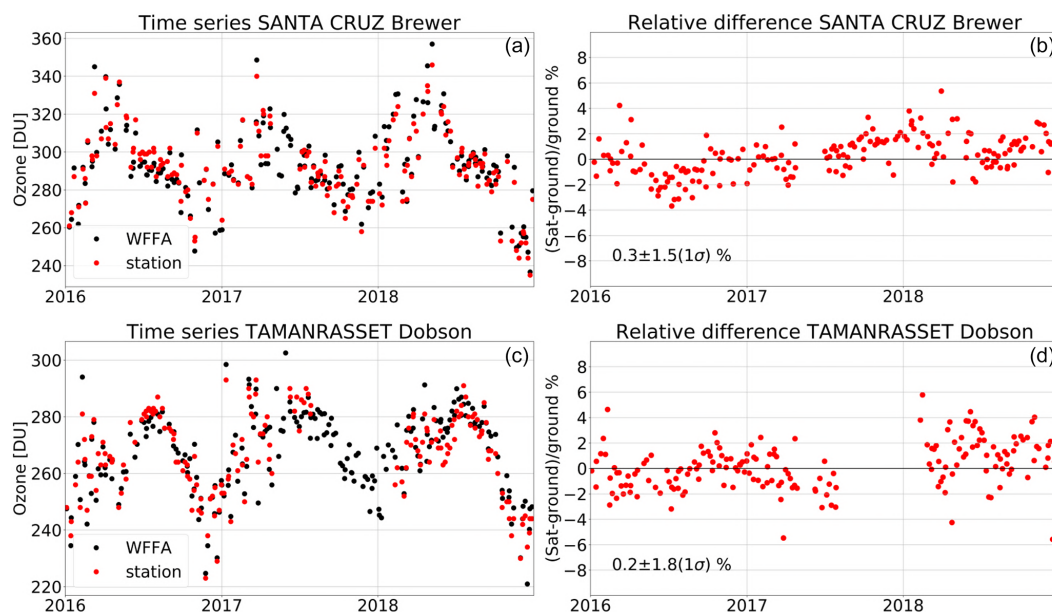 Time series SANTA CRUZ Brewer
(a)
Ozone [DU]
360
340
320
300
280
260
240
WFFA
station
2016
2017
2018
Relative difference SANTA CRUZ Brewer
(b)
(Sat-ground)/ground %
8
6
4
2
0
−2
−4
−6
−8
0.3±1.5(1σ) %
2016
2017
2018
Time series TAMANRASSET Dobson
(c)
Ozone [DU]
300
280
260
240
220
WFFA
station
2016
2017
2018
Relative difference TAMANRASSET Dobson
(d)
(Sat-ground)/ground %
8
6
4
2
0
−2
−4
−6
−8
0.2±1.8(1σ) %
2016
2017
2018